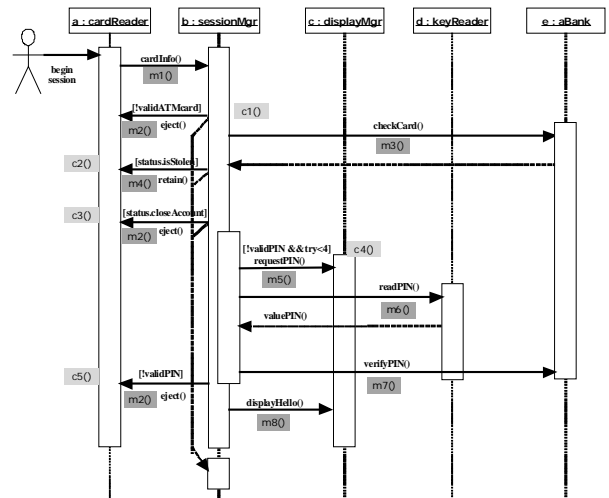 a : cardReader
b : sessionMgr
c : displayMgr
d : keyReader
e : aBank
begin
session
cardInfo()
m1()
[!validATMcard]
m2()
eject()
c1()
checkCard()
m3()
c2()
[status.isStolen]
m4()
retain()
c3()
[status.closeAccount]
m2()
eject()
[!validPIN &&try<4]
c4()
requestPIN()
m5()
readPIN()
m6()
valuePIN()
verifyPIN()
m7()
c5()
[!validPIN]
m2()
eject()
displayHello()
m8()